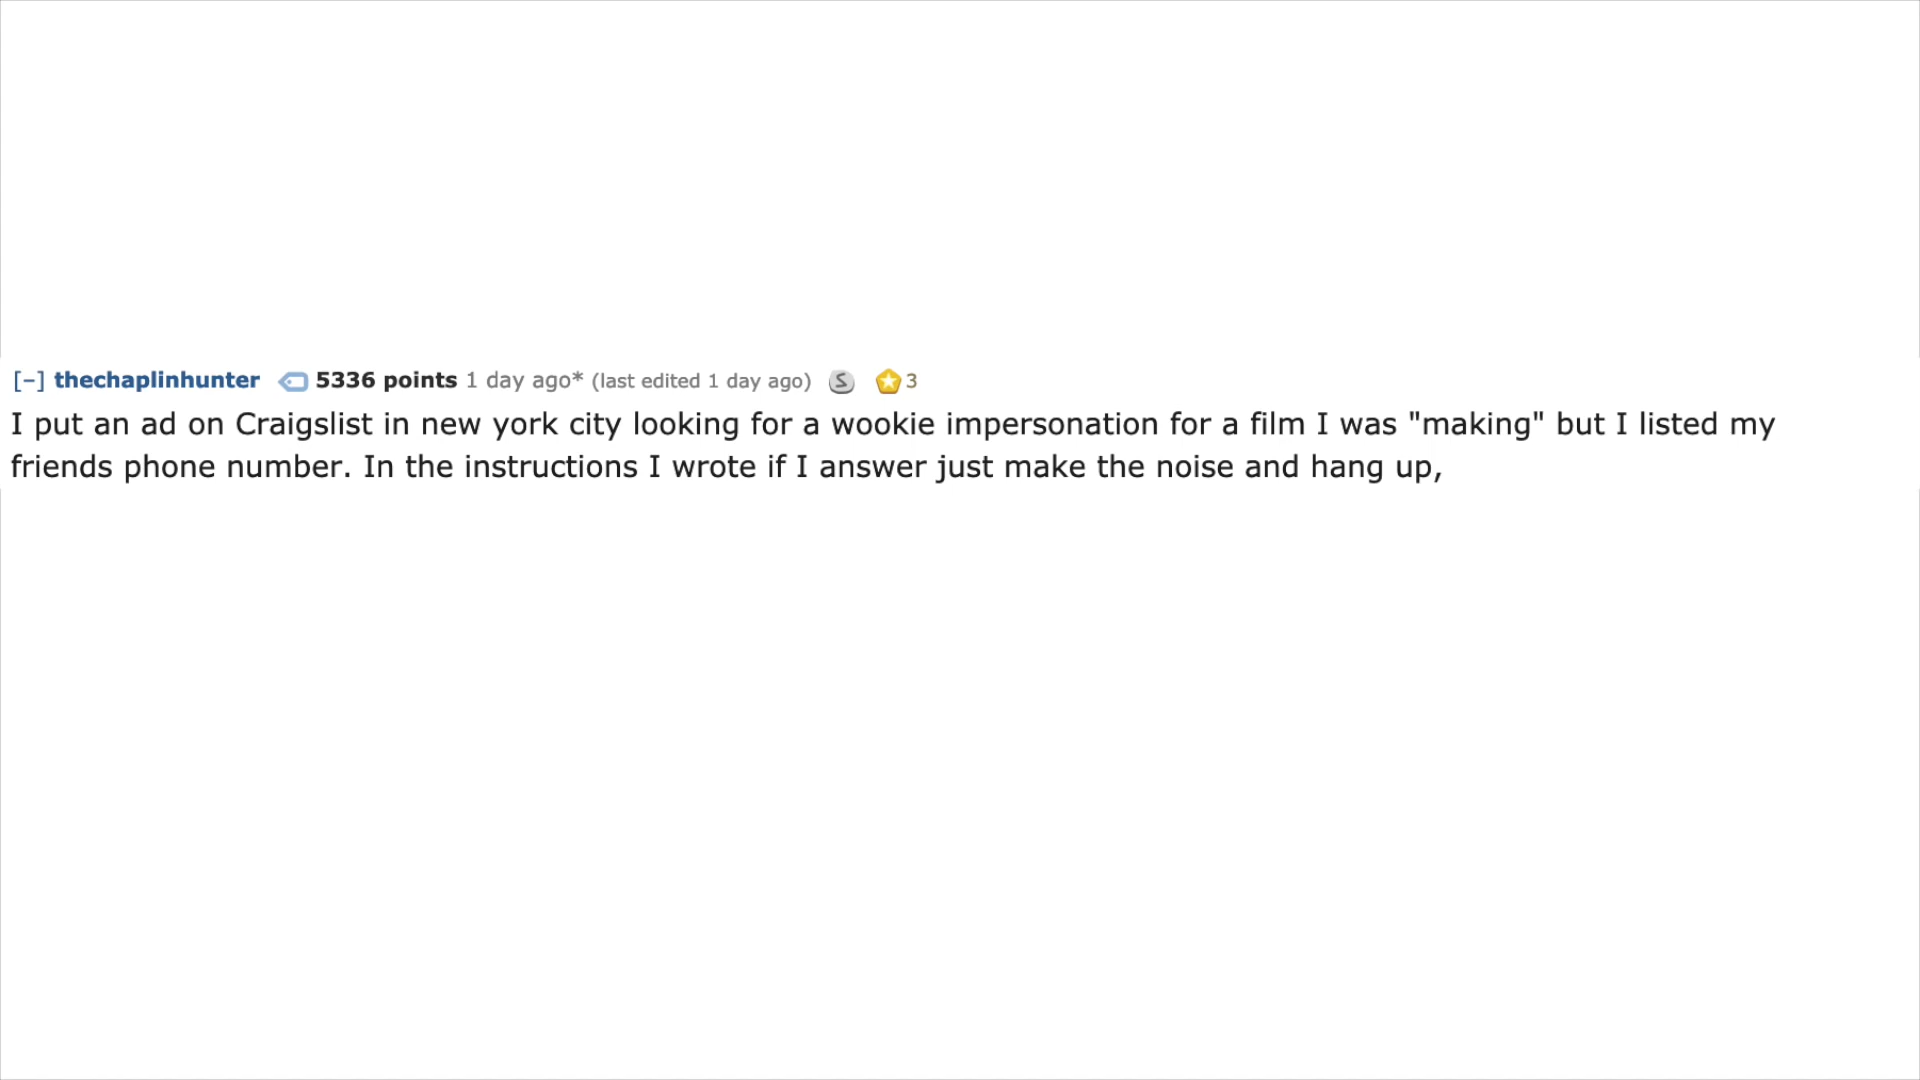 [–] thechaplinhunter 5336 points 1 day ago* (last edited 1 day ago) S 3
I put an ad on Craigslist in new york city looking for a wookie impersonation for a film I was "making" but I listed my
friends phone number. In the instructions I wrote if I answer just make the noise and hang up,